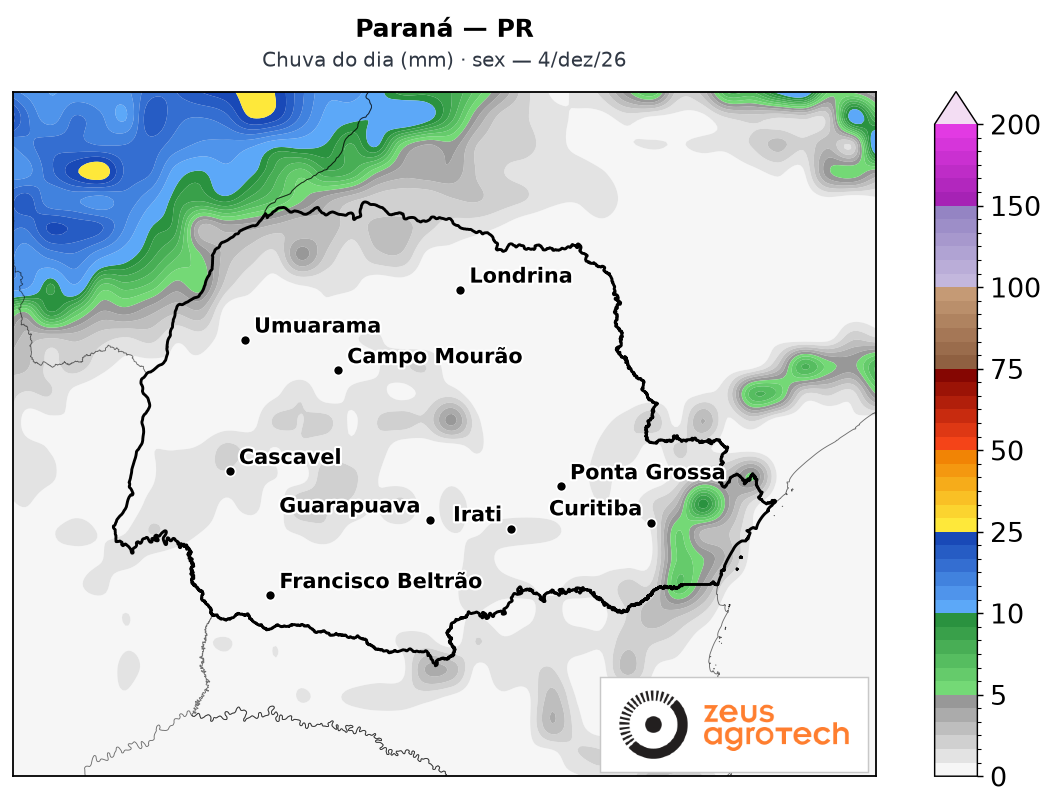 Paraná — PR
Chuva do dia (mm) · sex — 4/dez/26
Londrina
Umuarama
Campo Mourão
Cascavel
Ponta Grossa
Guarapuava
Irati
Curitiba
Francisco Beltrão
zeus
agrotech
200
150
100
75
50
25
10
5
0